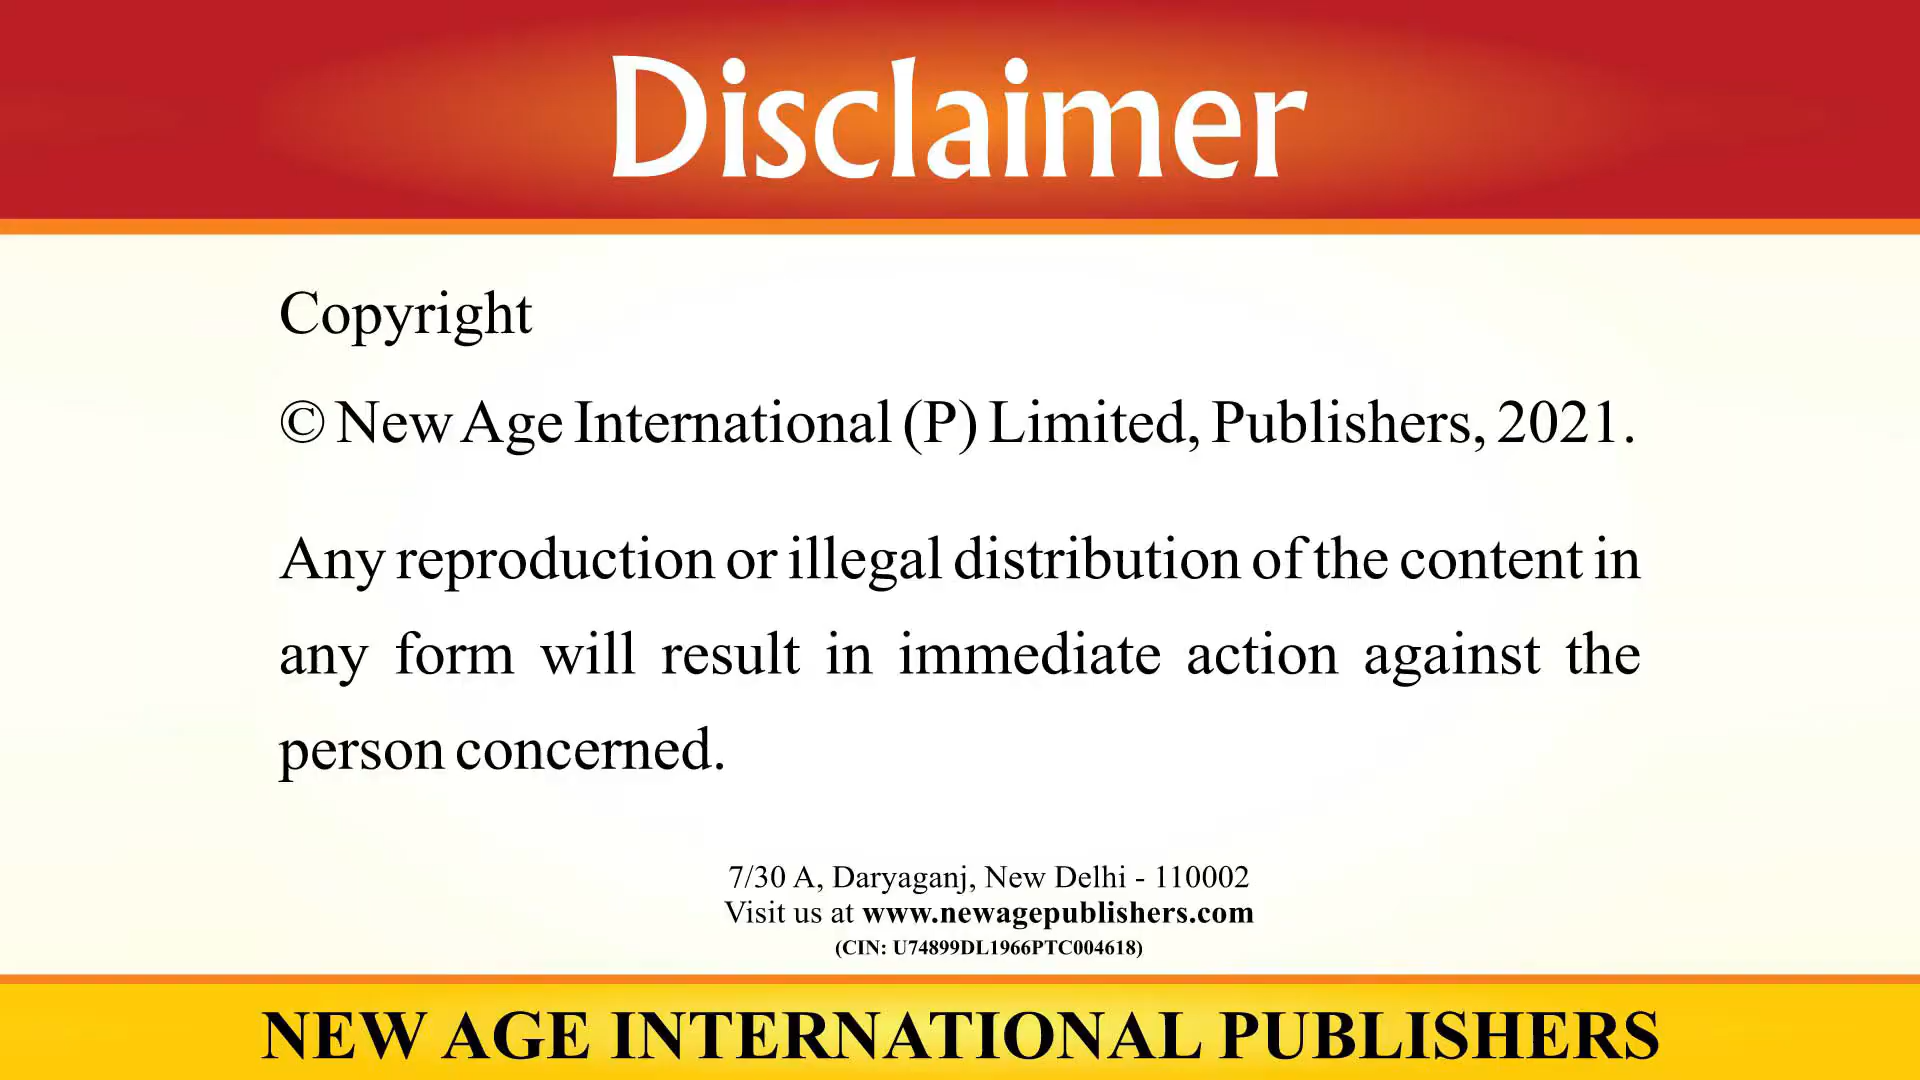 Disclaimer
Copyright
© New Age International (P) Limited, Publishers, 2021.
Any reproduction or illegal distribution of the content in
any form will result in immediate action against the
person concerned.
7/30 A, Daryaganj, New Delhi - 110002
Visit us at www.newagepublishers.com
(CIN: U74899DL1966PTC004618)
NEW AGE INTERNATIONAL PUBLISHERS